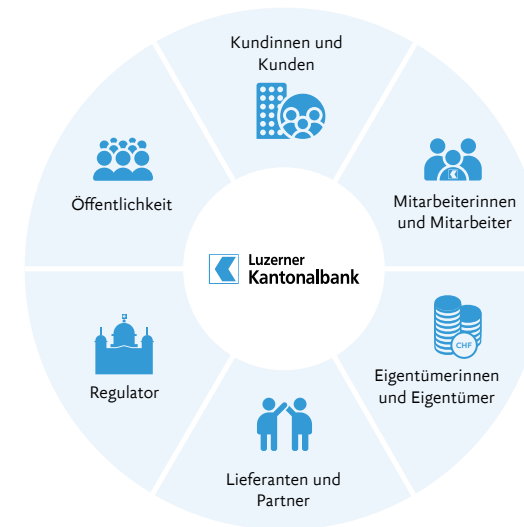 Kundinnen und
Kunden
Mitarbeiterinnen
und Mitarbeiter
CHF
Eigentümerinnen
und Eigentümer
Lieferanten und
Partner
Regulator
Öffentlichkeit
Luzerner
Kantonalbank